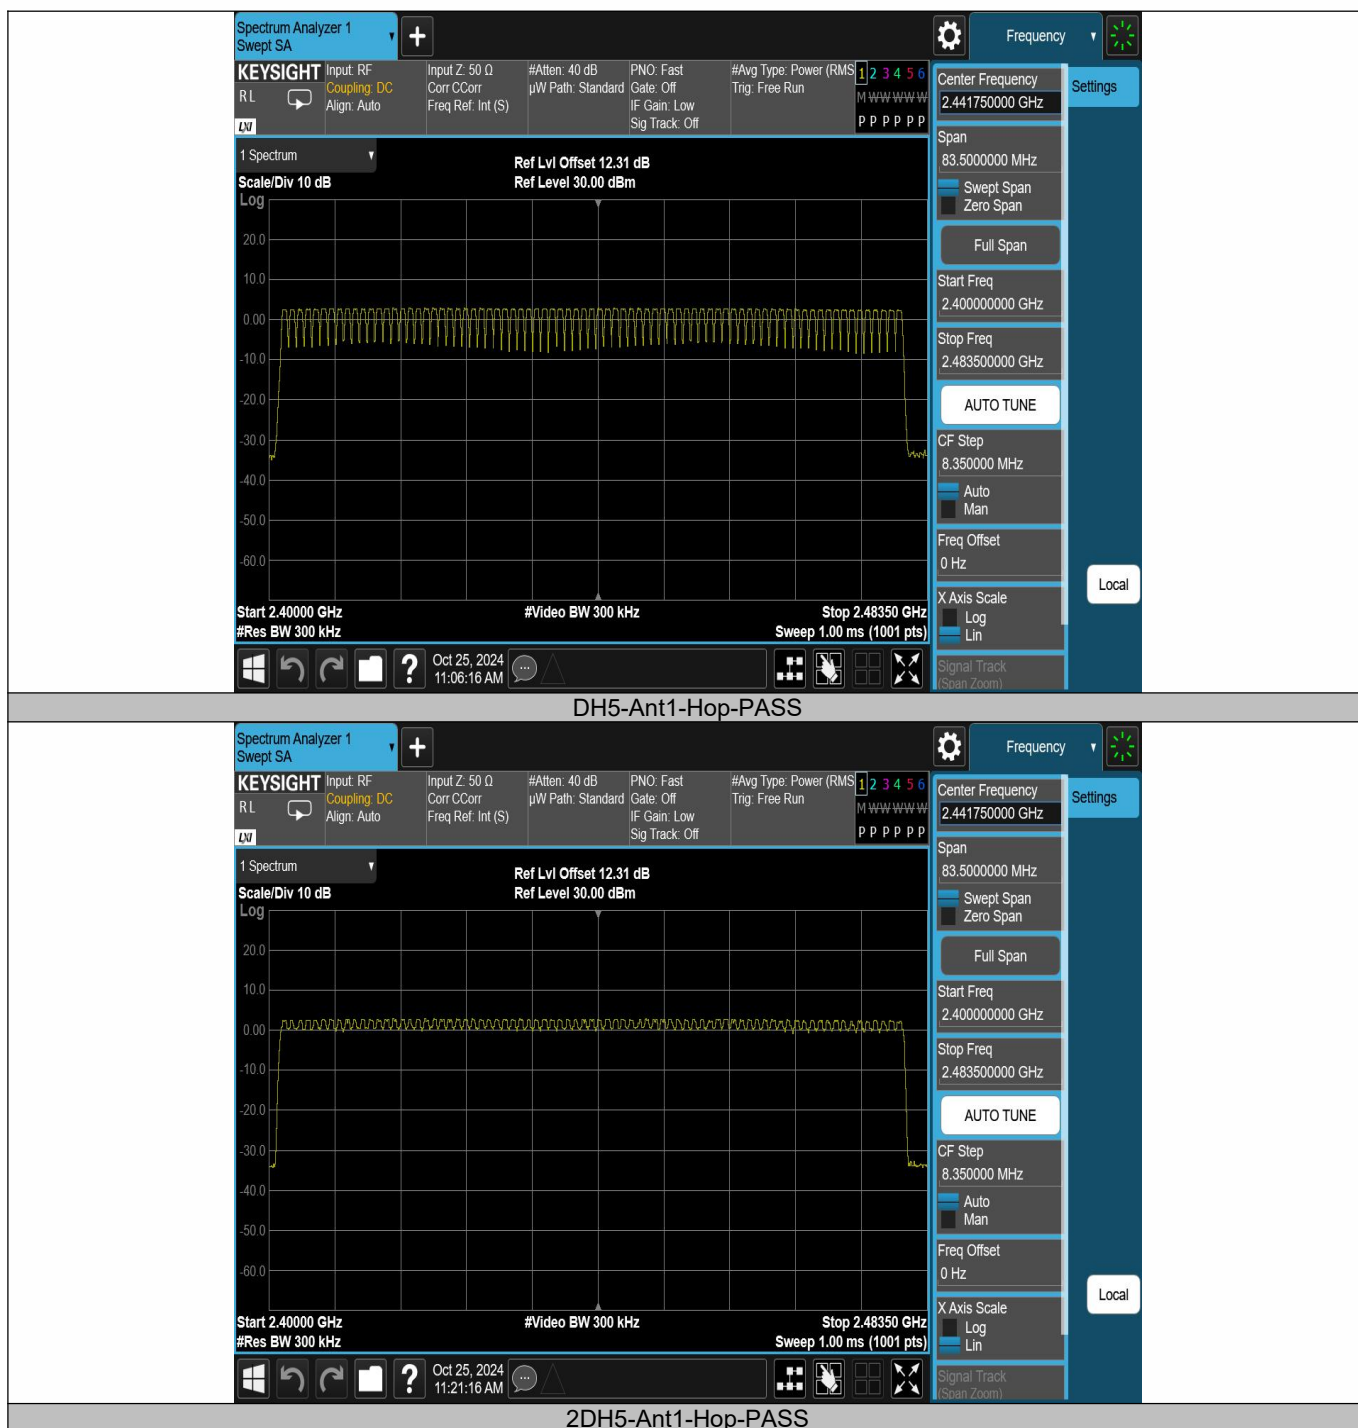 Spectrum Analyzer 1
Swept SA
Frequency
KEYSIGHT
RL
LXI
Input: RF
Coupling: DC
Align: Auto
Input Z: 50 Ω
Corr CCorr
Freq Ref: Int (S)
#Atten: 40 dB
µW Path: Standard
PNO: Fast
Gate: Off
IF Gain: Low
Sig Track: Off
#Avg Type: Power (RMS
Trig: Free Run
1 2 3 4 5 6
M W W W W W
P P P P P P
Center Frequency
2.441750000 GHz
Settings
Span
83.5000000 MHz
Swept Span
Zero Span
Full Span
Start Freq
2.400000000 GHz
Stop Freq
2.483500000 GHz
AUTO TUNE
CF Step
8.350000 MHz
Auto
Man
Freq Offset
0 Hz
X Axis Scale
Log
Lin
Signal Track
(Span Zoom)
Local
1 Spectrum
Scale/Div 10 dB
Ref Lvl Offset 12.31 dB
Ref Level 30.00 dBm
Log
20.0
10.0
0.00
-10.0
-20.0
-30.0
-40.0
-50.0
-60.0
Start 2.40000 GHz
#Video BW 300 kHz
Stop 2.48350 GHz
#Res BW 300 kHz
Sweep 1.00 ms (1001 pts)
?
Oct 25, 2024
11:06:16 AM
DH5-Ant1-Hop-PASS
Spectrum Analyzer 1
Swept SA
Frequency
KEYSIGHT
RL
LXI
Input: RF
Coupling: DC
Align: Auto
Input Z: 50 Ω
Corr CCorr
Freq Ref: Int (S)
#Atten: 40 dB
µW Path: Standard
PNO: Fast
Gate: Off
IF Gain: Low
Sig Track: Off
#Avg Type: Power (RMS
Trig: Free Run
1 2 3 4 5 6
M W W W W W
P P P P P P
Center Frequency
2.441750000 GHz
Settings
Span
83.5000000 MHz
Swept Span
Zero Span
Full Span
Start Freq
2.400000000 GHz
Stop Freq
2.483500000 GHz
AUTO TUNE
CF Step
8.350000 MHz
Auto
Man
Freq Offset
0 Hz
X Axis Scale
Log
Lin
Signal Track
(Span Zoom)
Local
1 Spectrum
Scale/Div 10 dB
Ref Lvl Offset 12.31 dB
Ref Level 30.00 dBm
Log
20.0
10.0
0.00
-10.0
-20.0
-30.0
-40.0
-50.0
-60.0
Start 2.40000 GHz
#Video BW 300 kHz
Stop 2.48350 GHz
#Res BW 300 kHz
Sweep 1.00 ms (1001 pts)
?
Oct 25, 2024
11:21:16 AM
2DH5-Ant1-Hop-PASS